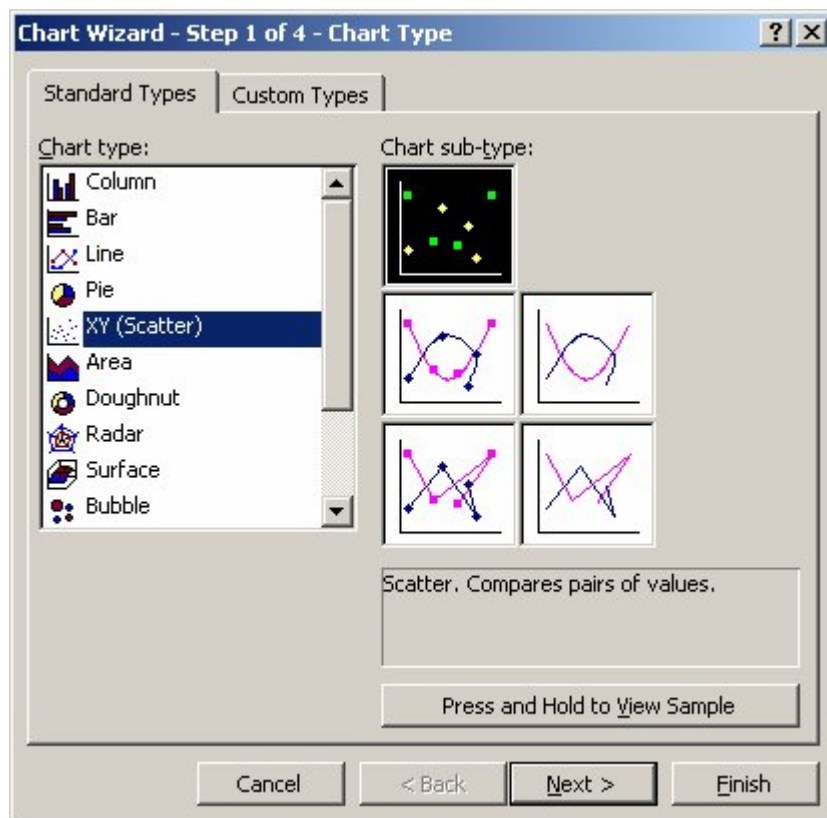 Chart Wizard - Step 1 of 4 - Chart Type
Standard Types
Custom Types
Chart type:
Column
Bar
Line
Pie
XY (Scatter)
Area
Doughnut
Radar
Surface
Bubble
Chart sub-type:
Scatter. Compares pairs of values.
Press and Hold to View Sample
Cancel
< Back
Next >
Finish